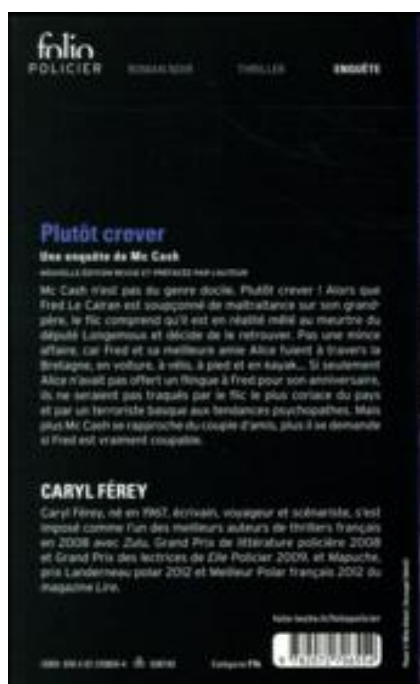 folio
POLICIER
ROMAN NOIR THRILLER ENQUÊTE
Plutôt crever
Une enquête de Mc Cash
NOUVELLE ÉDITION REVUE ET PRÉFACÉE PAR L'AUTEUR
Mc Cash n'est pas du genre docile. Plutôt crever ! Alors que
Fred Le Cairan est soupçonné de maltraitance sur son grand-
père, le flic comprend qu'il est en réalité mêlé au meurtre du
député Longemous et décide de le retrouver. Pas une mince
affaire, car Fred et sa meilleure amie Alice fuient à travers la
Bretagne, en voiture, à vélo, à pied et en kayak... Si seulement
Alice n'avait pas offert un flingue à Fred pour son anniversaire,
ils ne seraient pas traqués par le flic le plus coriace du pays
et par un terroriste basque aux tendances psychopathes. Mais
plus Mc Cash se rapproche du couple d'amis, plus il se demande
si Fred est vraiment coupable.
CARYL FÉREY
Caryl Férey, né en 1967, écrivain, voyageur et scénariste, s'est
imposé comme l'un des meilleurs auteurs de thrillers français
en 2008 avec Zulu, Grand Prix de littérature policière 2008
et Grand Prix des lectrices de Elle Policier 2009, et Mapuche,
prix Landerneau polar 2012 et Meilleur Polar français 2012 du
magazine Lire.
Catégorie F14